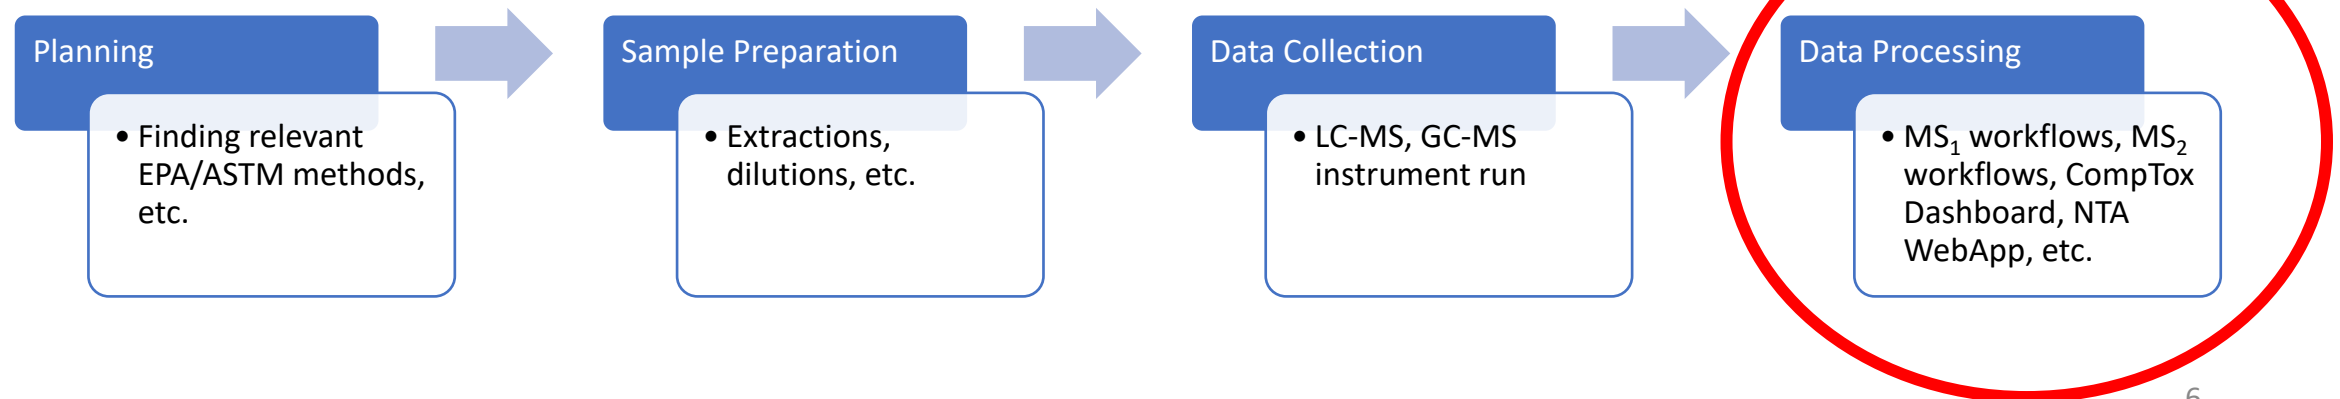 Planning
• Finding relevant
EPA/ASTM methods,
etc.
Sample Preparation
• Extractions,
dilutions, etc.
Data Collection
• LC-MS, GC-MS
instrument run
Data Processing
• MS₁ workflows, MS₂
workflows, CompTox
Dashboard, NTA
WebApp, etc.
6